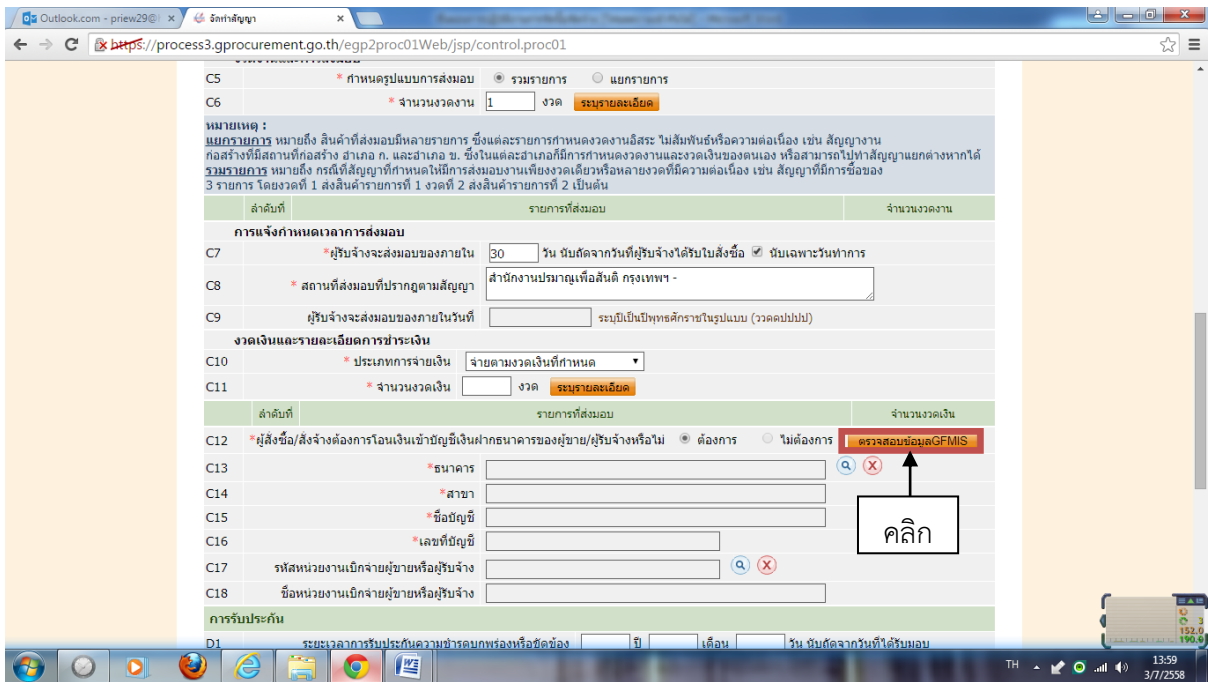 Outlook.com - priew29@
จัดทำสัญญา
https://process3.gprocurement.go.th/egp2proc01Web/jsp/control.proc01
C5 * กำหนดรูปแบบการส่งมอบ รวมรายการ แยกรายการ
C6 * จำนวนงวดงาน 1 งวด ระบุรายละเอียด
หมายเหตุ :
แยกรายการ หมายถึง สินค้าที่ส่งมอบมีหลายรายการ ซึ่งแต่ละรายการกำหนดงวดงานอิสระ ไม่สัมพันธ์หรือความต่อเนื่อง เช่น สัญญางาน
ก่อสร้างที่มีสถานที่ก่อสร้าง อำเภอ ก. และอำเภอ ข. ซึ่งในแต่ละอำเภอก็มีการกำหนดงวดงานและงวดเงินของตนเอง หรือสามารถไปทำสัญญาแยกต่างหากได้
รวมรายการ หมายถึง กรณีที่สัญญาที่กำหนดให้มีการส่งมอบงานเพียงงวดเดียวหรือหลายงวดที่มีความต่อเนื่อง เช่น สัญญาที่มีการซื้อของ
3 รายการ โดยงวดที่ 1 ส่งสินค้ารายการที่ 1 งวดที่ 2 ส่งสินค้ารายการที่ 2 เป็นต้น
ลำดับที่ รายการที่ส่งมอบ จำนวนงวดงาน
การแจ้งกำหนดเวลาการส่งมอบ
C7 *ผู้รับจ้างจะส่งมอบของภายใน 30 วัน นับถัดจากวันที่ผู้รับจ้างได้รับใบสั่งซื้อ นับเฉพาะวันทำการ
C8 * สถานที่ส่งมอบที่ปรากฏตามสัญญา สำนักงานปรมาณูเพื่อสันติ กรุงเทพฯ -
C9 ผู้รับจ้างจะส่งมอบของภายในวันที่ ระบุปีเป็นปีพุทธศักราชในรูปแบบ (ววดดปปปป)
งวดเงินและรายละเอียดการชำระเงิน
C10 * ประเภทการจ่ายเงิน จ่ายตามงวดเงินที่กำหนด
C11 * จำนวนงวดเงิน งวด ระบุรายละเอียด
ลำดับที่ รายการที่ส่งมอบ จำนวนงวดเงิน
C12 *ผู้สั่งซื้อ/สั่งจ้างต้องการโอนเงินเข้าบัญชีเงินฝากธนาคารของผู้ขาย/ผู้รับจ้างหรือไม่ ต้องการ ไม่ต้องการ ตรวจสอบข้อมูลGFMIS
C13 *ธนาคาร
C14 *สาขา
C15 *ชื่อบัญชี
คลิก
C16 *เลขที่บัญชี
C17 รหัสหน่วยงานเบิกจ่ายผู้ขายหรือผู้รับจ้าง
C18 ชื่อหน่วยงานเบิกจ่ายผู้ขายหรือผู้รับจ้าง
การรับประกัน
D1 ระยะเวลาการรับประกันความชำรุดบกพร่องหรือขัดข้อง ปี เดือน วัน นับถัดจากวันที่ได้รับมอบ
152.0
190.0
TH 13:59
3/7/2558